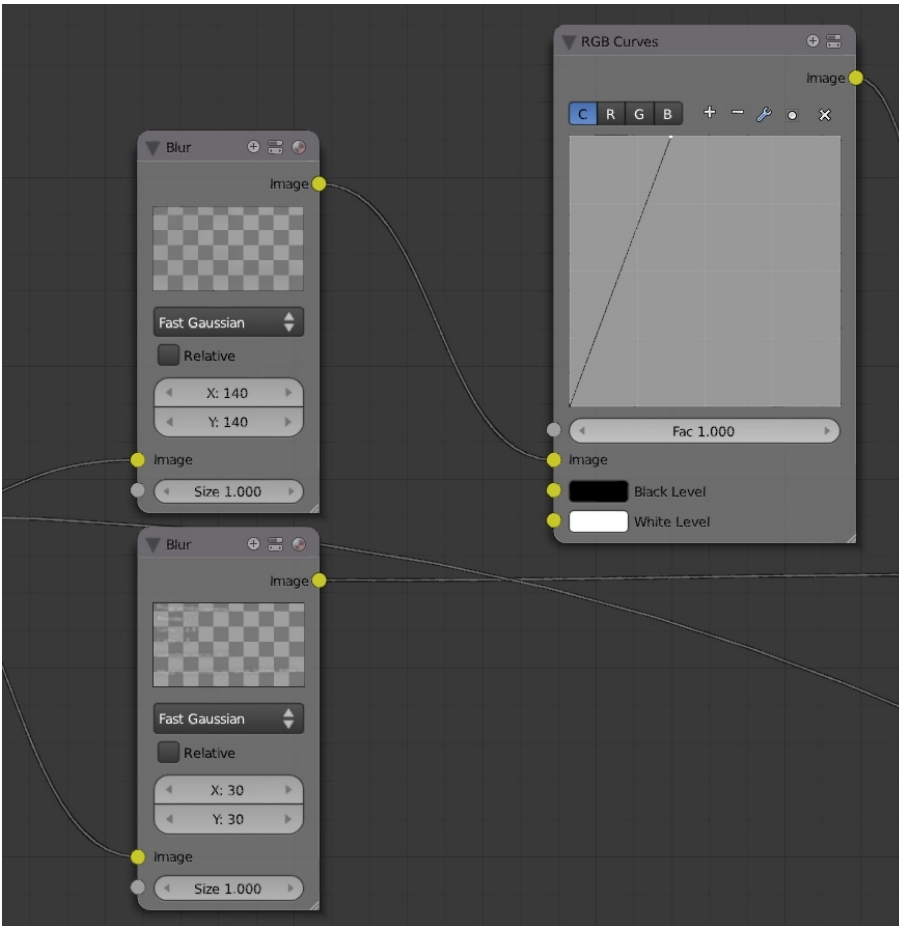 Blur
Image
Fast Gaussian
Relative
X: 140
Y: 140
Image
Size 1.000
Blur
Image
Fast Gaussian
Relative
X: 30
Y: 30
Image
Size 1.000
RGB Curves
Image
C R G B
Fac 1.000
Image
Black Level
White Level